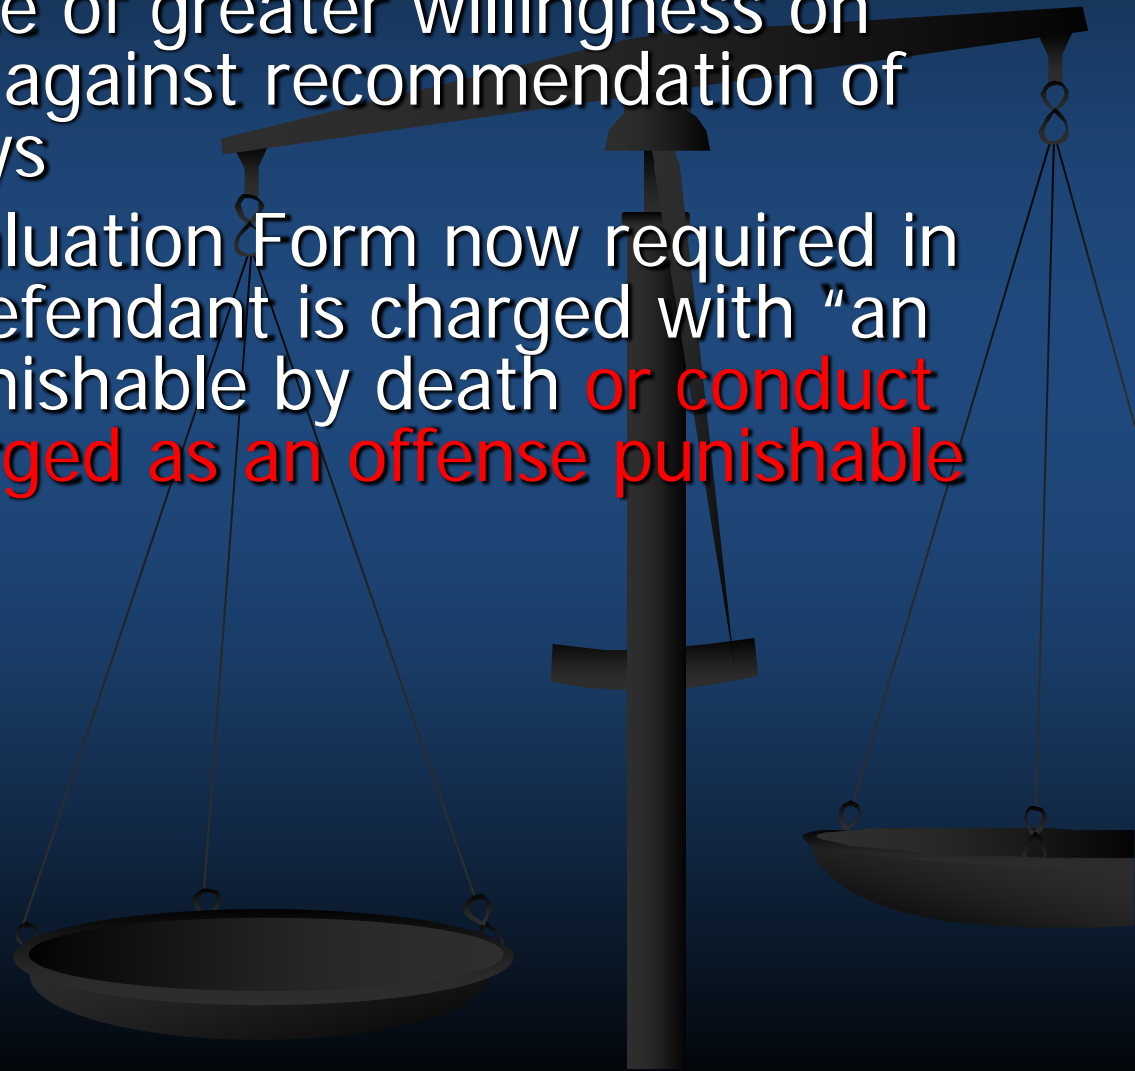 e of greater willingness on
against recommendation of
ys
luation Form now required in
efendant is charged with “an
nishable by death or conduct
ged as an offense punishable